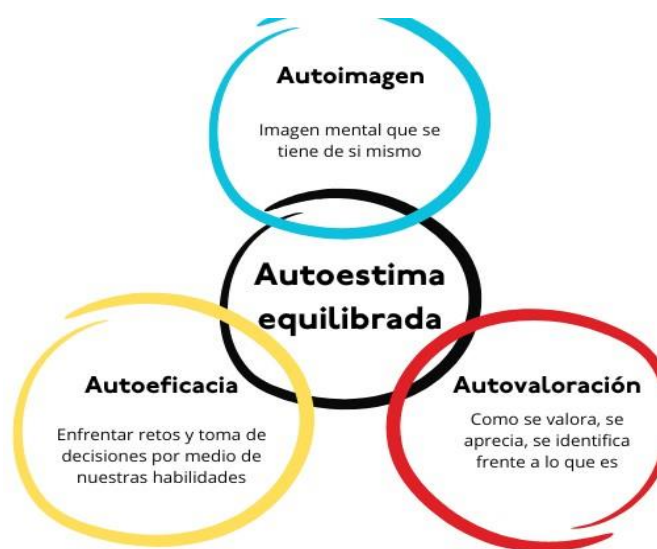 Autoimagen
Imagen mental que se
tiene de si mismo
Autoestima
equilibrada
Autoeficacia
Enfrentar retos y toma de
decisiones por medio de
nuestras habilidades
Autovaloración
Como se valora, se
aprecia, se identifica
frente a lo que es